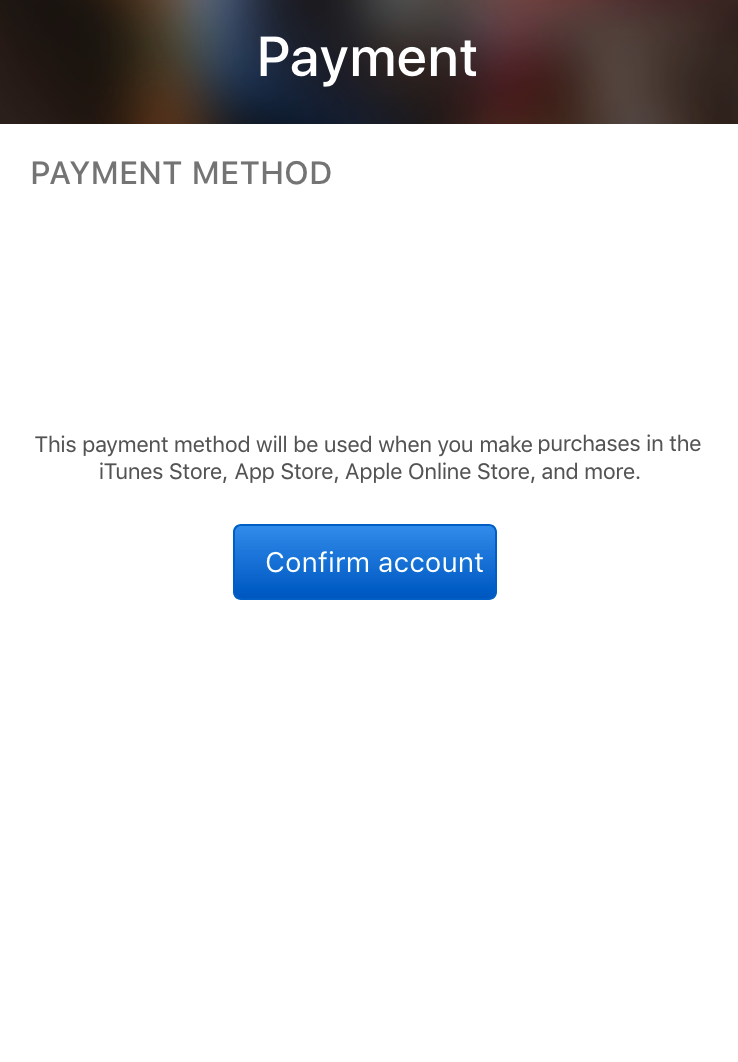 Payment
PAYMENT METHOD
This payment method will be used when you make purchases in the
iTunes Store, App Store, Apple Online Store, and more.
Confirm account